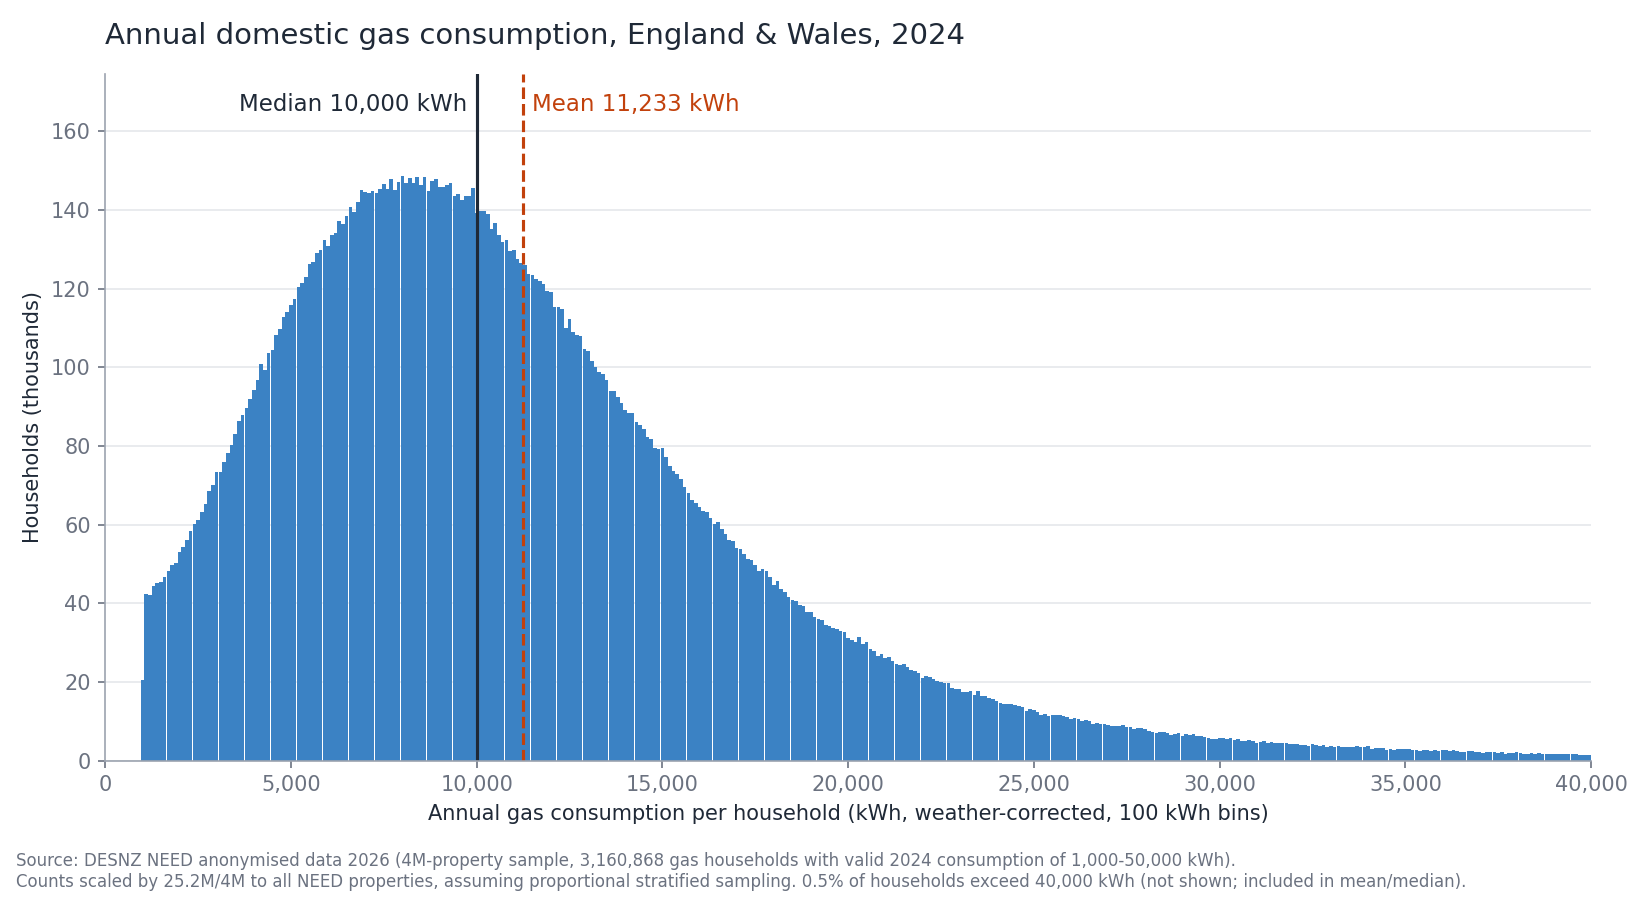 Annual domestic gas consumption, England & Wales, 2024
Median 10,000 kWh
Mean 11,233 kWh
160
140
120
100
80
60
40
20
0
Households (thousands)
0
5,000
10,000
15,000
20,000
25,000
30,000
35,000
40,000
Annual gas consumption per household (kWh, weather-corrected, 100 kWh bins)
Source: DESNZ NEED anonymised data 2026 (4M-property sample, 3,160,868 gas households with valid 2024 consumption of 1,000-50,000 kWh).
Counts scaled by 25.2M/4M to all NEED properties, assuming proportional stratified sampling. 0.5% of households exceed 40,000 kWh (not shown; included in mean/median).